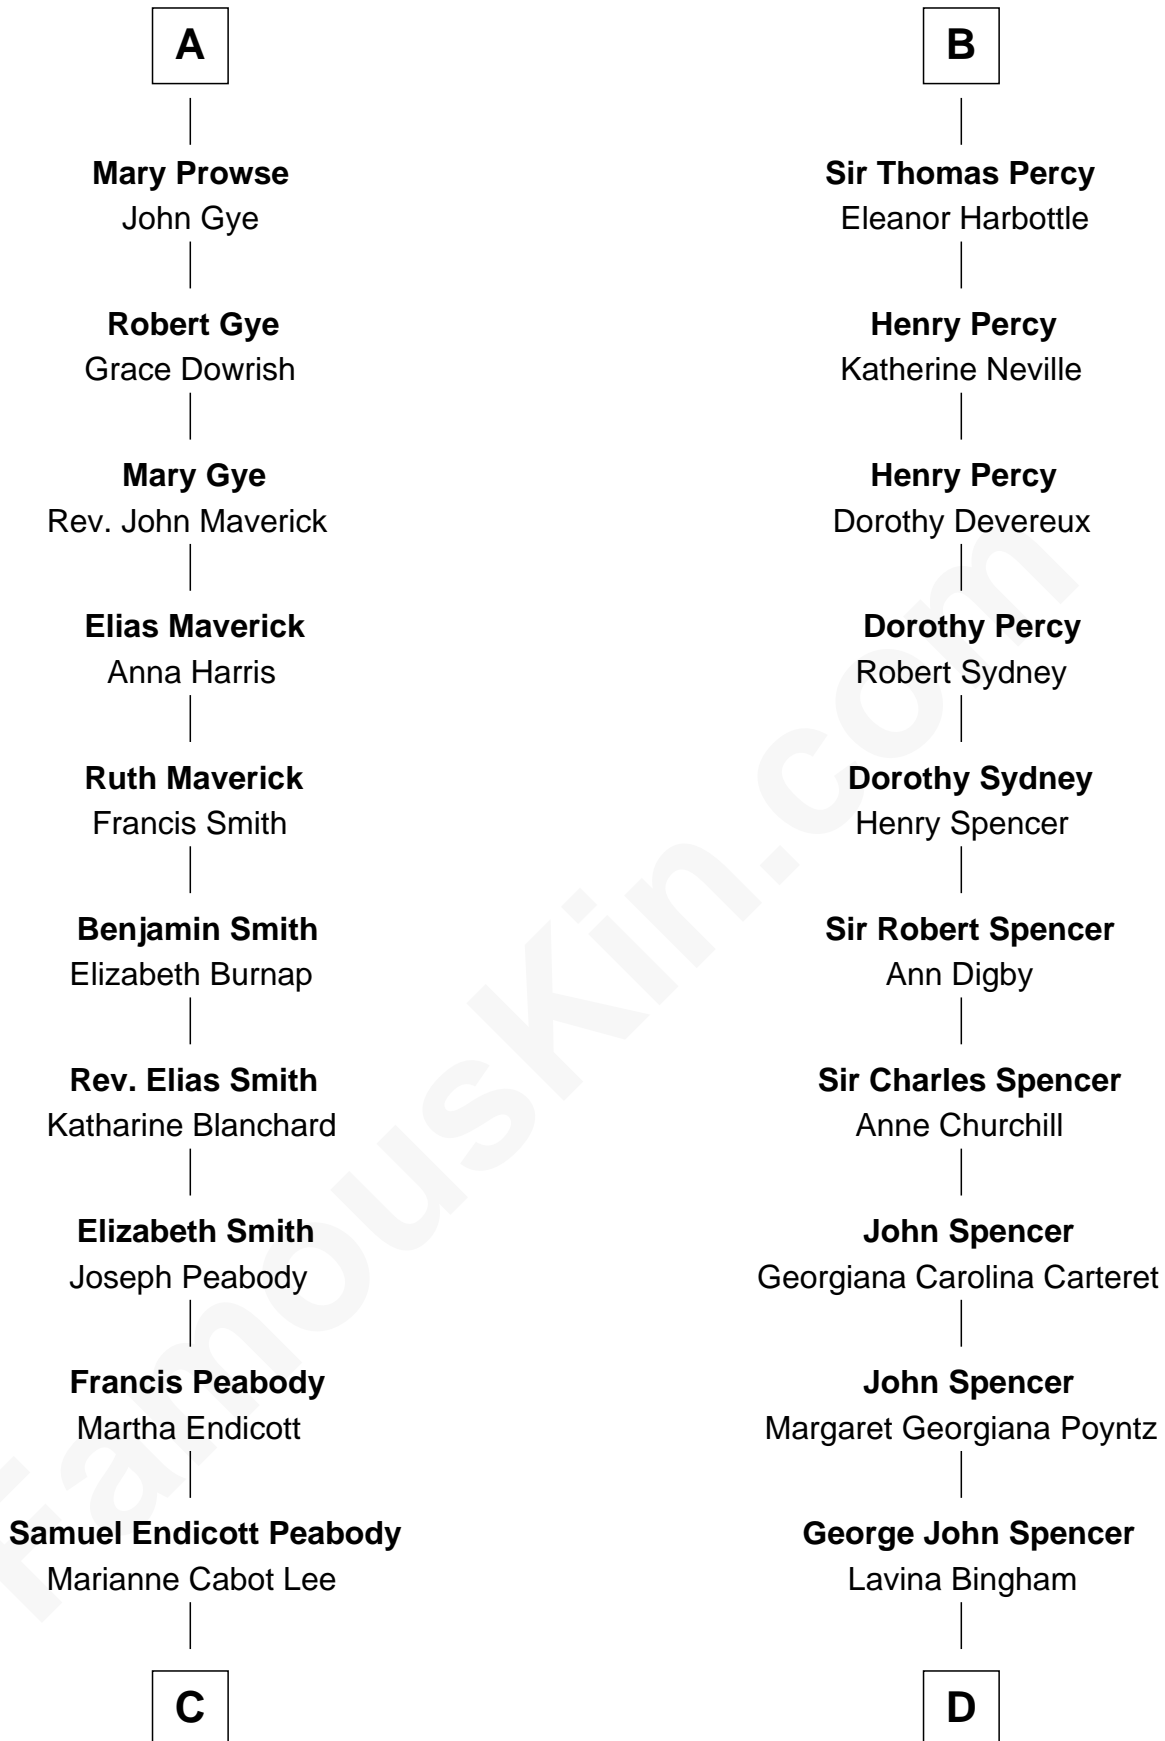 A
Mary Prowse
John Gye
Robert Gye
Grace Dowrish
Mary Gye
Rev. John Maverick
Elias Maverick
Anna Harris
Ruth Maverick
Francis Smith
Benjamin Smith
Elizabeth Burnap
Rev. Elias Smith
Katharine Blanchard
Elizabeth Smith
Joseph Peabody
Francis Peabody
Martha Endicott
Samuel Endicott Peabody
Marianne Cabot Lee
C
B
Sir Thomas Percy
Eleanor Harbottle
Henry Percy
Katherine Neville
Henry Percy
Dorothy Devereux
Dorothy Percy
Robert Sydney
Dorothy Sydney
Henry Spencer
Sir Robert Spencer
Ann Digby
Sir Charles Spencer
Anne Churchill
John Spencer
Georgiana Carolina Carteret
John Spencer
Margaret Georgiana Poyntz
George John Spencer
Lavina Bingham
D
FamousKin.com